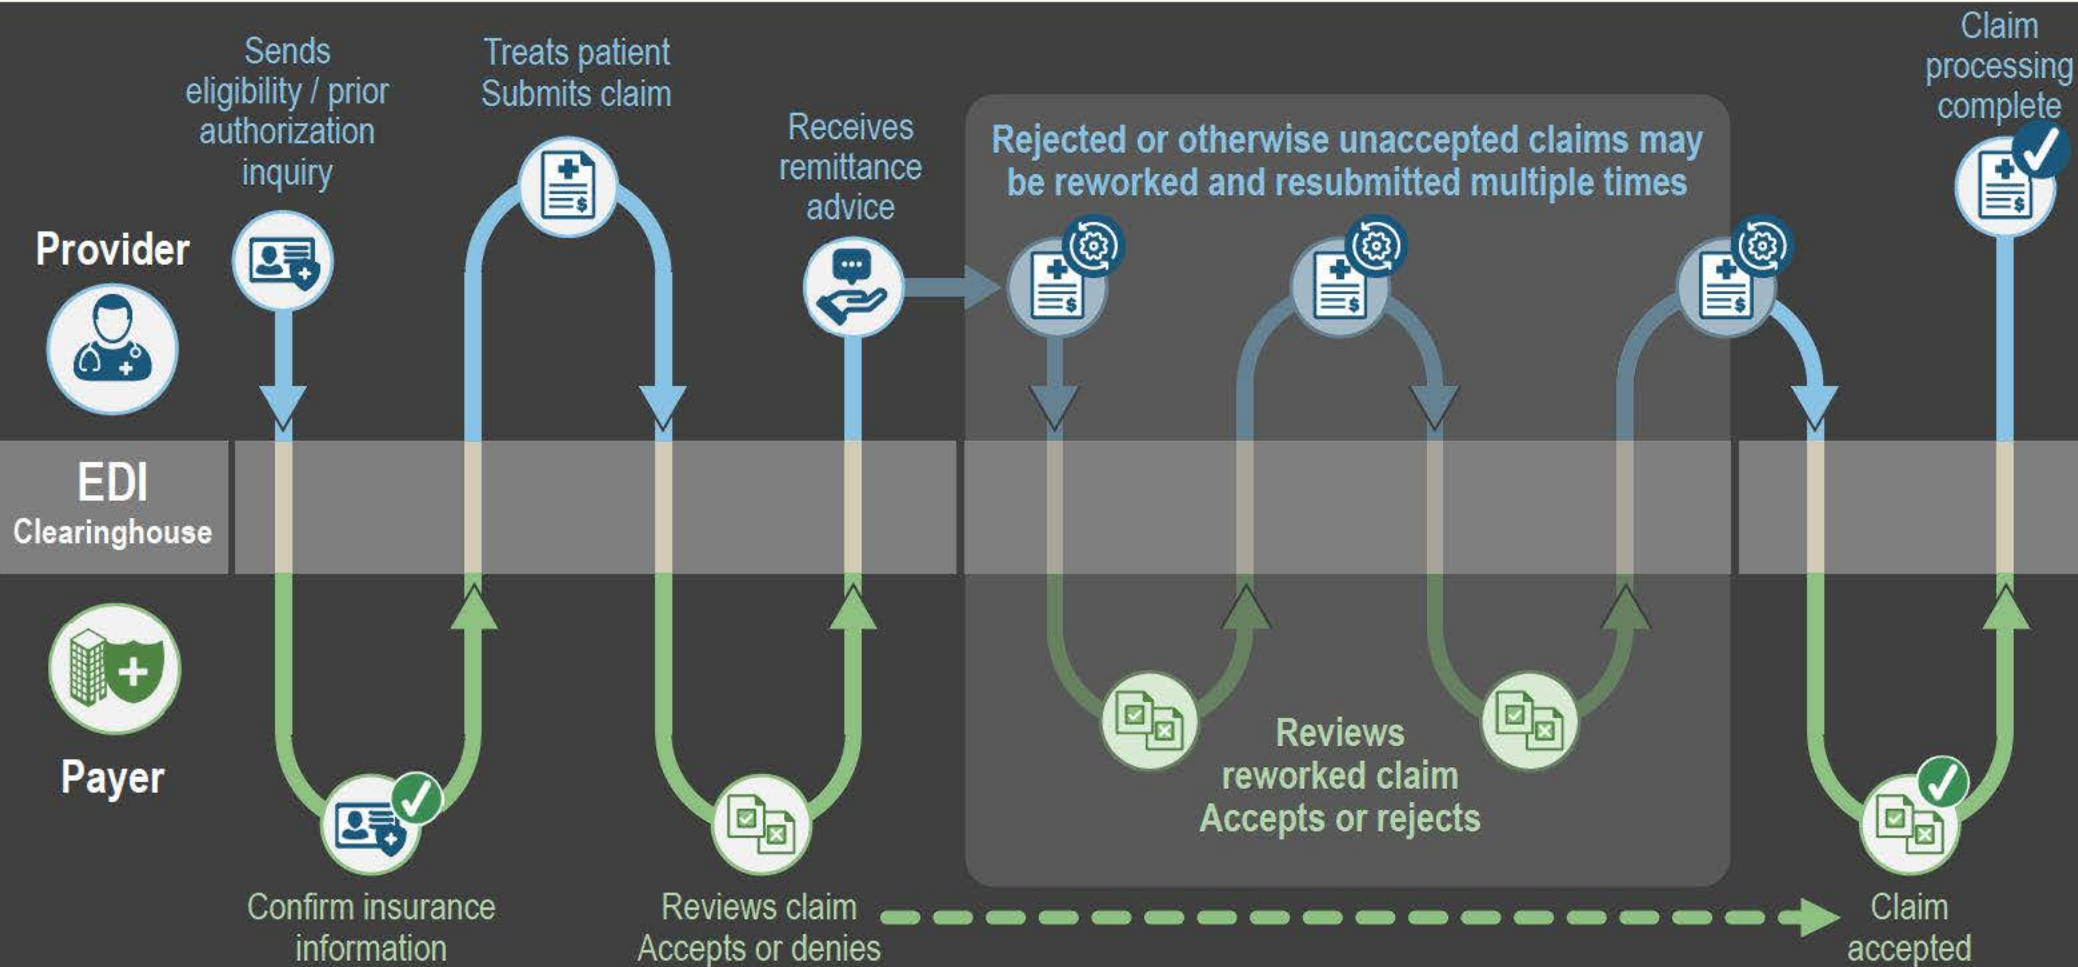 Sends
eligibility / prior
authorization
inquiry
Treats patient
Submits claim
Receives
remittance
advice
Rejected or otherwise unaccepted claims may
be reworked and resubmitted multiple times
Claim
processing
complete
Provider
EDI
Clearinghouse
Payer
Confirm insurance
information
Reviews claim
Accepts or denies
Reviews
reworked claim
Accepts or rejects
Claim
accepted